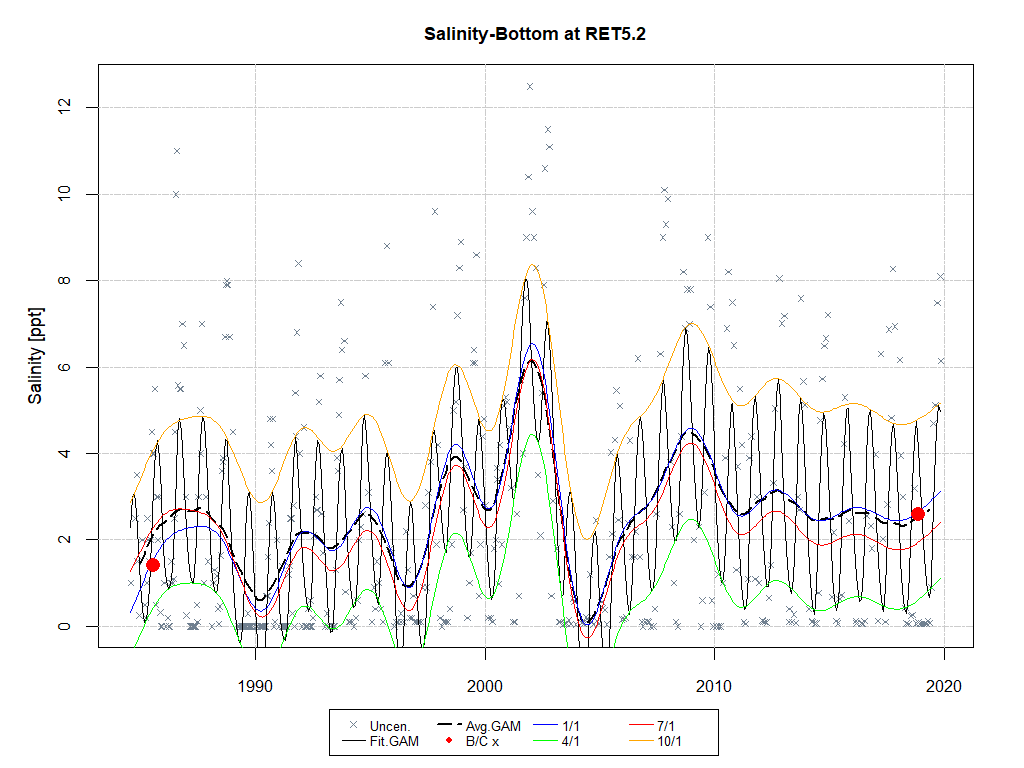 Salinity-Bottom at RET5.2
Salinity [ppt]
12
10
8
6
4
2
0
1990 2000 2010 2020
Uncen. Avg.GAM 1/1 7/1
Fit.GAM B/C x 4/1 10/1